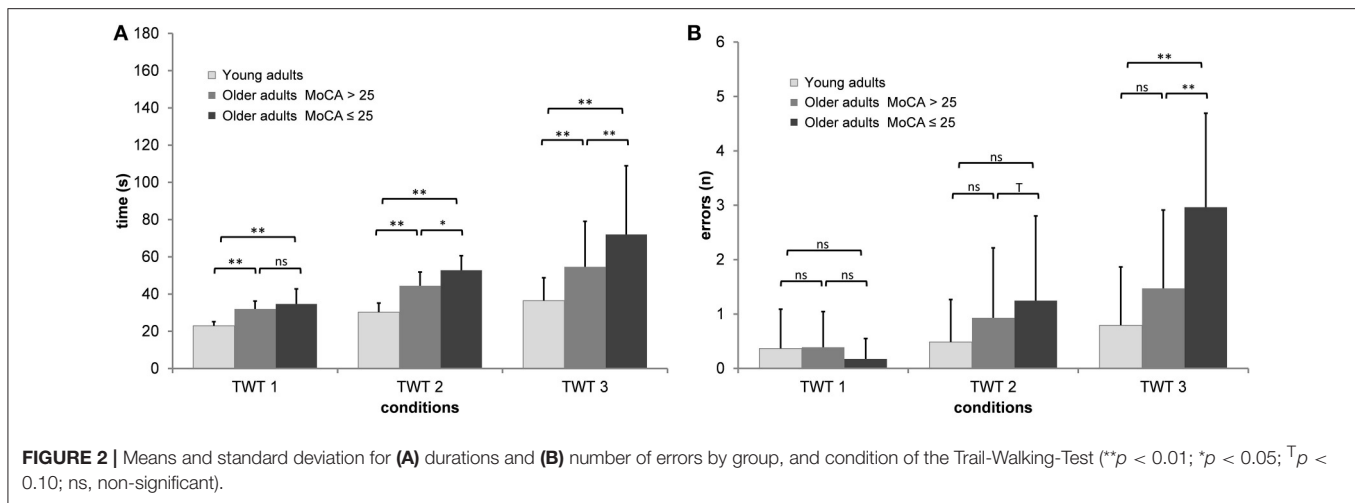 A
180
160
140
120
100
80
60
40
20
0
time (s)
Young adults
Older adults MoCA > 25
Older adults MoCA ≤ 25
**
** ns
**
** *
**
** **
TWT 1 TWT 2 TWT 3
conditions
B
6
5
4
3
2
1
0
errors (n)
Young adults
Older adults MoCA > 25
Older adults MoCA ≤ 25
ns
ns ns
ns
ns T
**
ns **
TWT 1 TWT 2 TWT 3
conditions
FIGURE 2 | Means and standard deviation for (A) durations and (B) number of errors by group, and condition of the Trail-Walking-Test (**p < 0.01; *p < 0.05; Tp <
0.10; ns, non-significant).